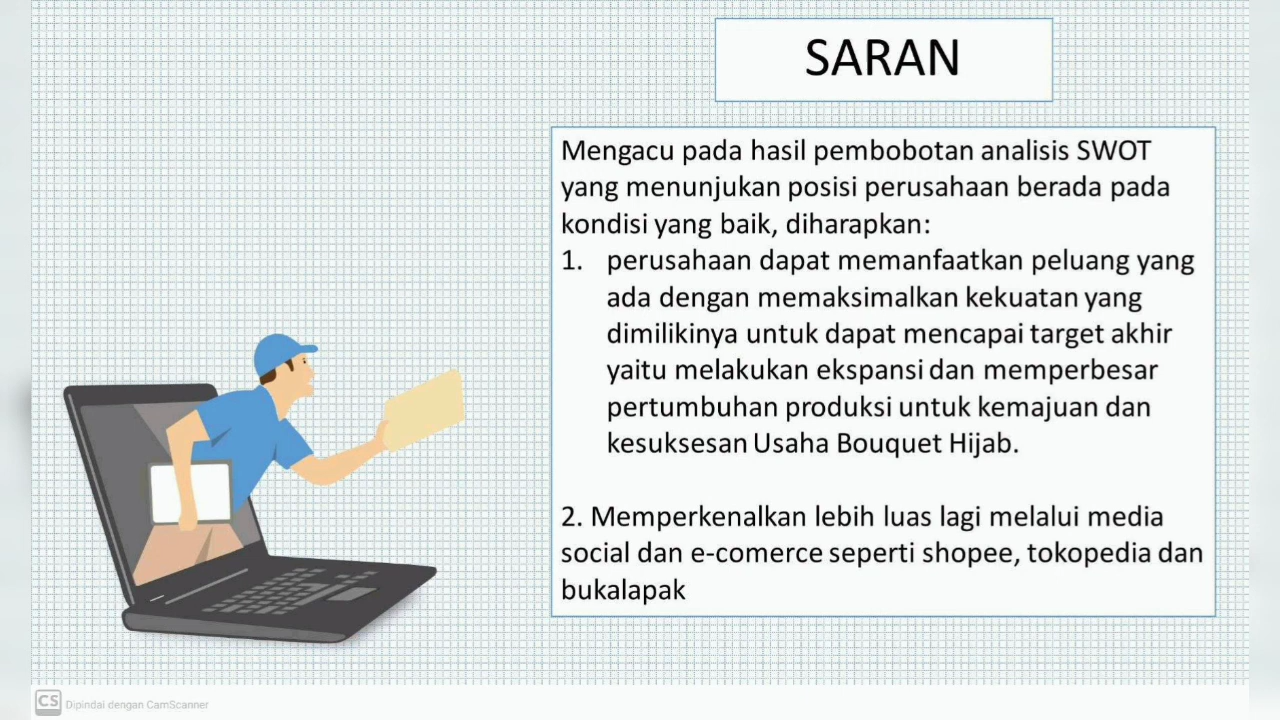 SARAN
Mengacu pada hasil pembobotan analisis SWOT
yang menunjukan posisi perusahaan berada pada
kondisi yang baik, diharapkan:
1. perusahaan dapat memanfaatkan peluang yang
ada dengan memaksimalkan kekuatan yang
dimilikinya untuk dapat mencapai target akhir
yaitu melakukan ekspansi dan memperbesar
pertumbuhan produksi untuk kemajuan dan
kesuksesan Usaha Bouquet Hijab.
2. Memperkenalkan lebih luas lagi melalui media
social dan e-comerce seperti shopee, tokopedia dan
bukalapak
CS Dipindai dengan CamScanner